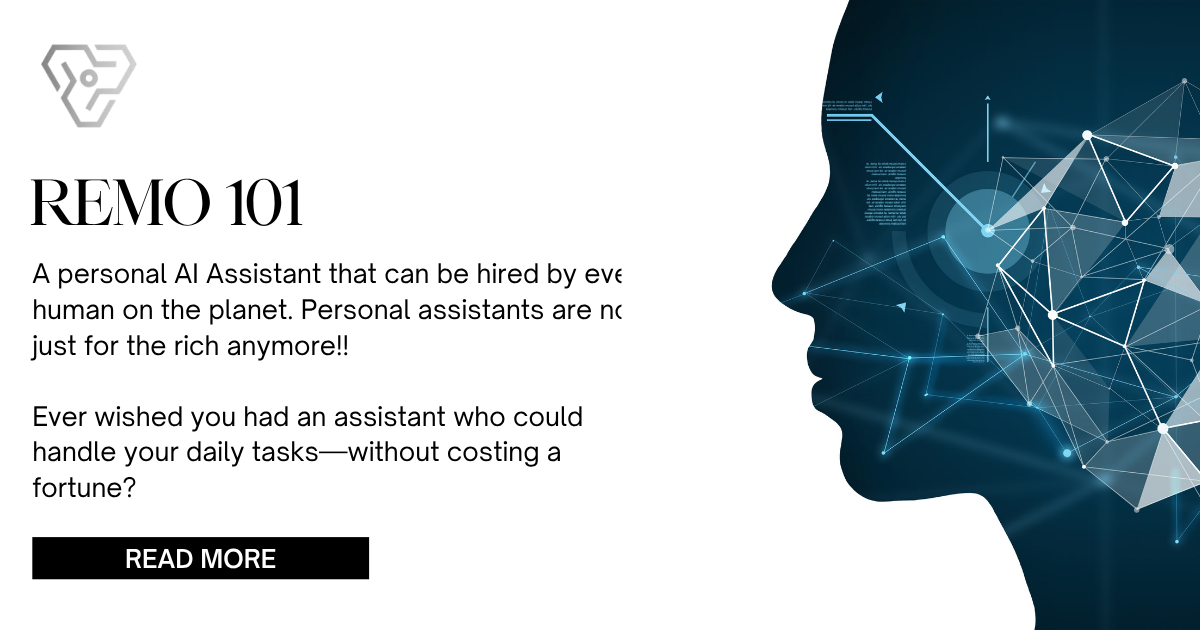 REMO 101
A personal AI Assistant that can be hired by eve
human on the planet. Personal assistants are no
just for the rich anymore!!
Ever wished you had an assistant who could
handle your daily tasks—without costing a
fortune?
READ MORE